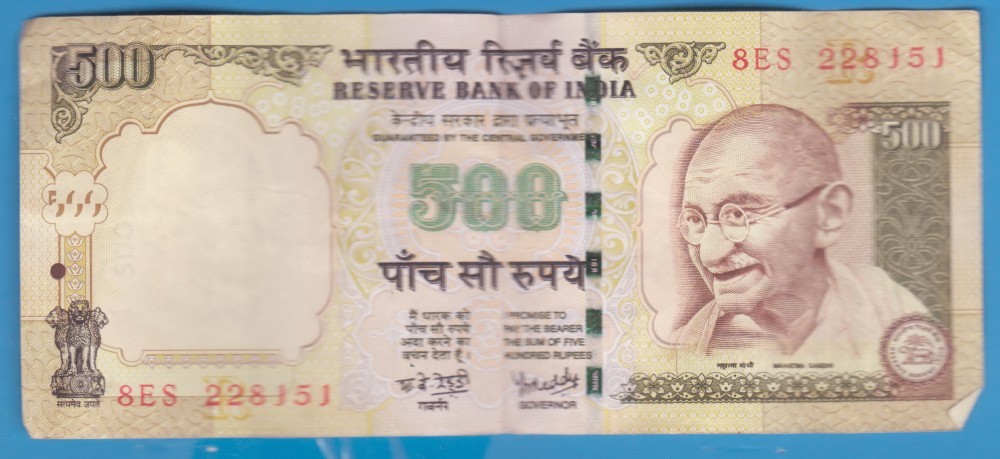 500
भारतीय रिज़र्व बैंक
8ES 228151
RESERVE BANK OF INDIA
केन्द्रीय सरकार द्वारा प्रत्याभूत
GUARANTEED BY THE CENTRAL GOVERNMENT
500
500
पाँच सौ रुपये
मैं धारक को
पाँच सौ रुपये
अदा करने का
वचन देता हूँ।
I PROMISE TO
PAY THE BEARER
THE SUM OF FIVE
HUNDRED RUPEES
महात्मा गांधी MAHATMA GANDHI
सत्यमेव जयते
8ES 228151
गवर्नर
GOVERNOR